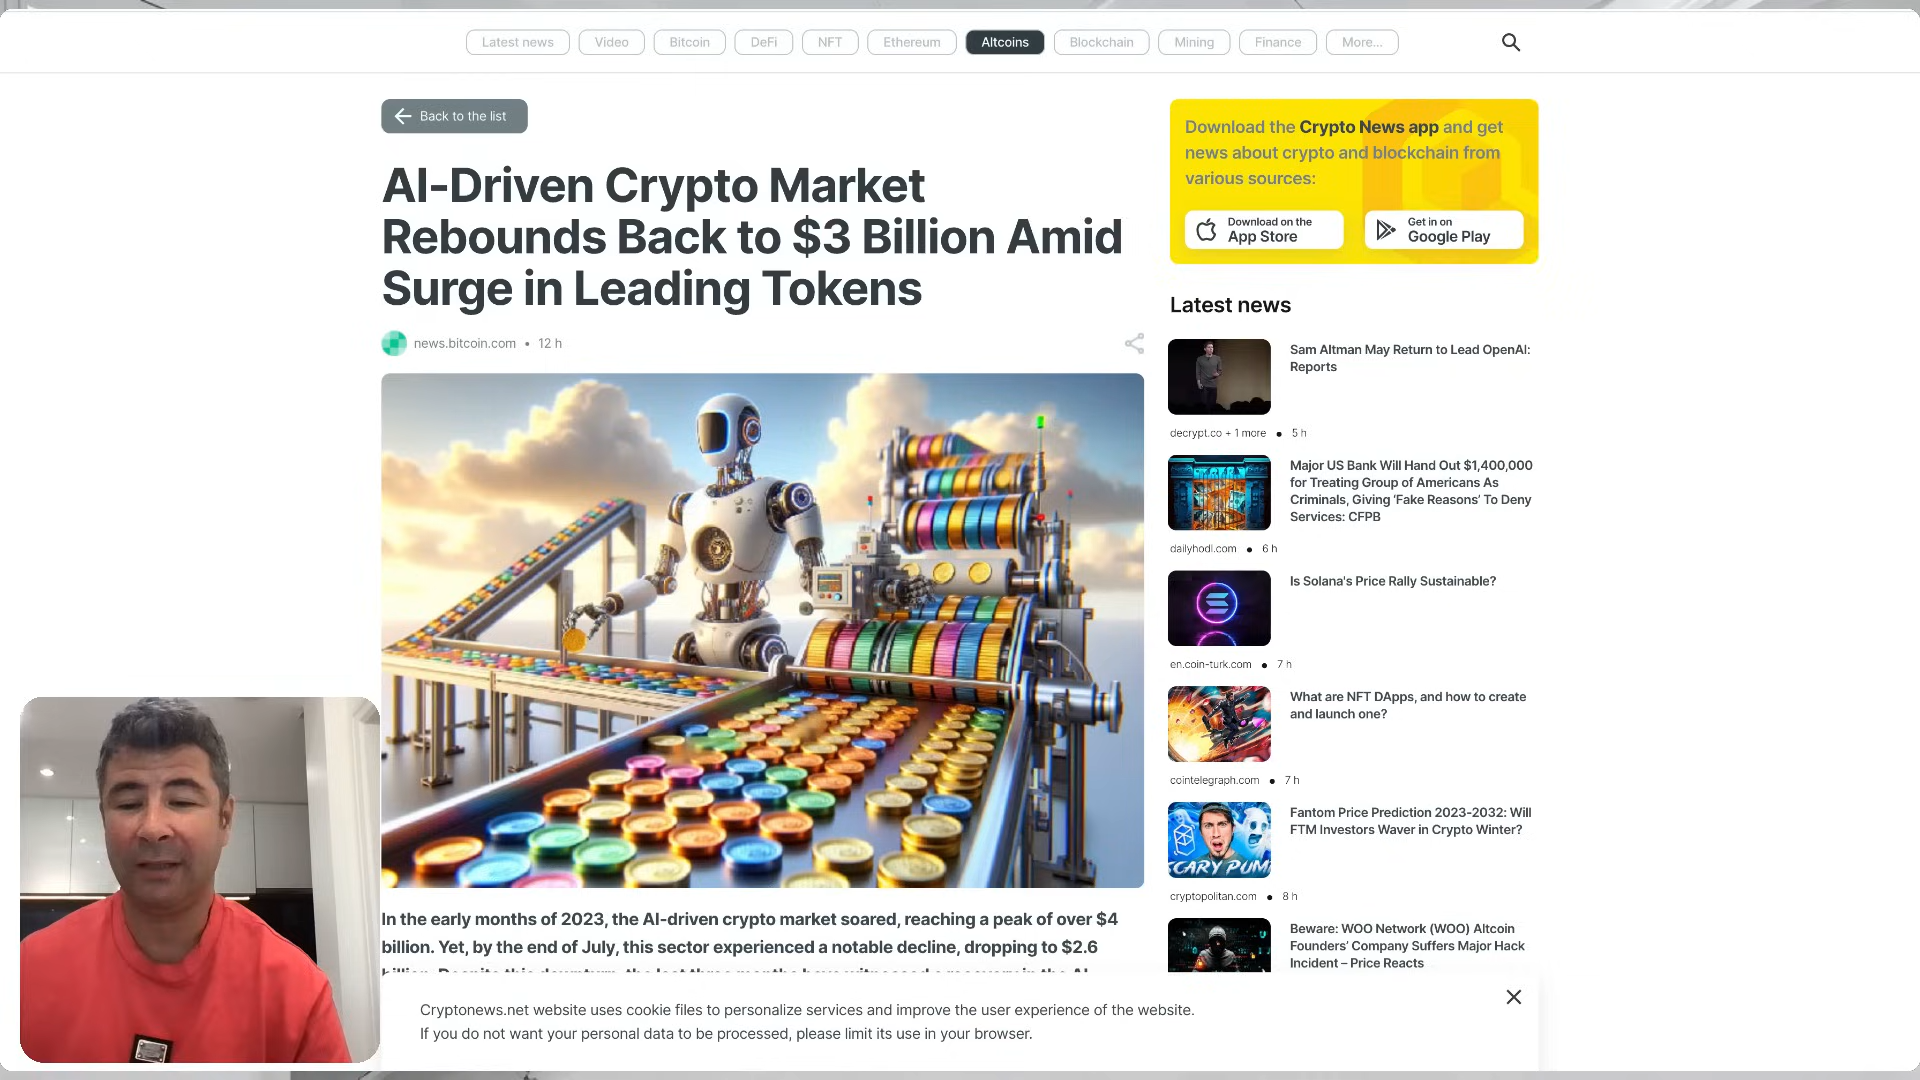 Latest news
Video
Bitcoin
DeFi
NFT
Ethereum
Altcoins
Blockchain
Mining
Finance
More...
Back to the list
AI-Driven Crypto Market
Rebounds Back to $3 Billion Amid
Surge in Leading Tokens
news.bitcoin.com • 12 h
In the early months of 2023, the AI-driven crypto market soared, reaching a peak of over $4
billion. Yet, by the end of July, this sector experienced a notable decline, dropping to $2.6
Download the Crypto News app and get
news about crypto and blockchain from
various sources:
Download on the
App Store
Get in on
Google Play
Latest news
Sam Altman May Return to Lead OpenAI:
Reports
decrypt.co + 1 more • 5 h
Major US Bank Will Hand Out $1,400,000
for Treating Group of Americans As
Criminals, Giving ‘Fake Reasons’ To Deny
Services: CFPB
dailyhodl.com • 6 h
Is Solana's Price Rally Sustainable?
en.coin-turk.com • 7 h
What are NFT DApps, and how to create
and launch one?
cointelegraph.com • 7 h
Fantom Price Prediction 2023-2032: Will
FTM Investors Waver in Crypto Winter?
SCARY PUM
cryptopolitan.com • 8 h
Beware: WOO Network (WOO) Altcoin
Founders’ Company Suffers Major Hack
Incident – Price Reacts
Cryptonews.net website uses cookie files to personalize services and improve the user experience of the website.
If you do not want your personal data to be processed, please limit its use in your browser.